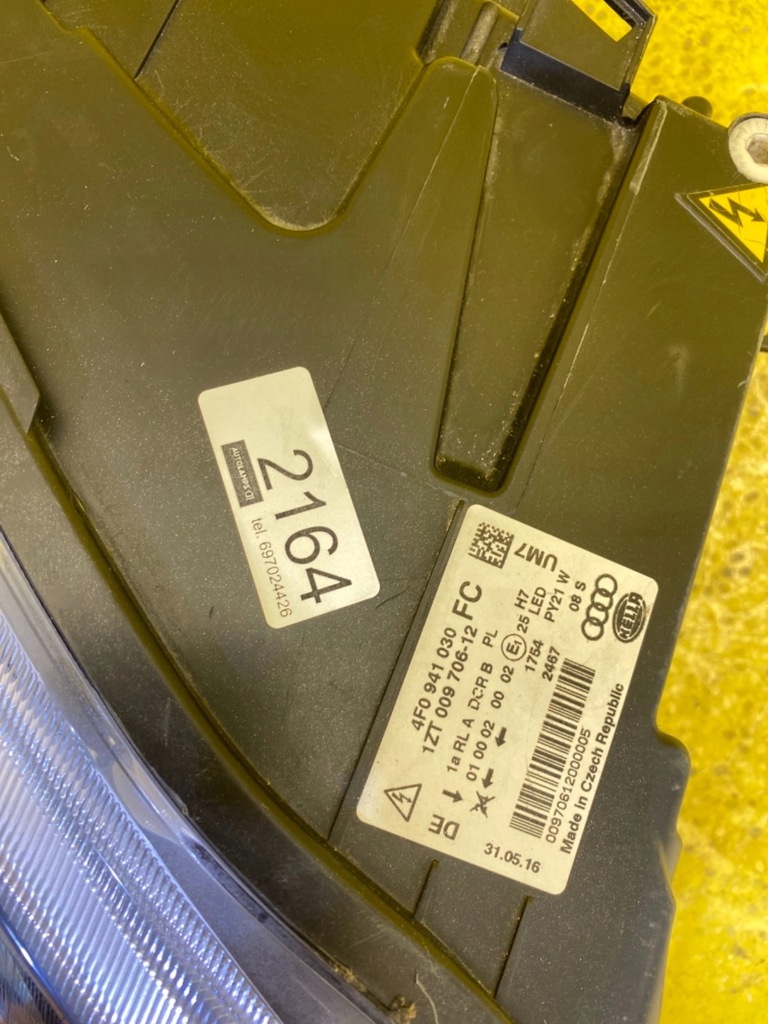 2164
AUTOLAMPS
tel. 697024426
UM7
4F0 941 030
1ZT 009 706-12 FC
1a RL A DCR B PL
01 00 02 00 02 E1 25 H7
1754 LED
2467 PY21 W
08 S
HELLA
DE
00970612000005
Made In Czech Republic
31.05.16